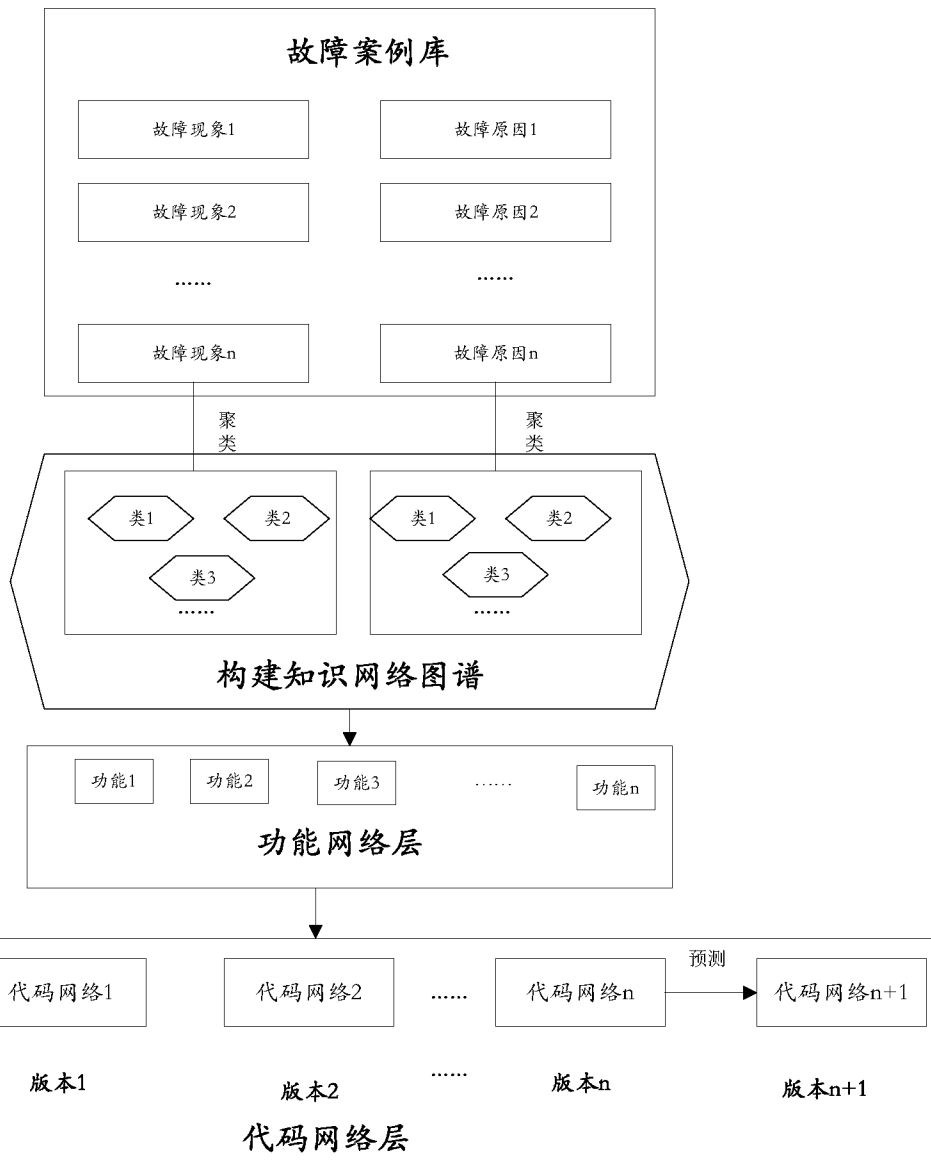 故障案例库
故障现象1
故障原因1
故障现象2
故障原因2
......
......
故障现象n
故障原因n
聚类
聚类
类1
类2
类1
类2
类3
类3
......
......
构建知识网络图谱
功能1
功能2
功能3
......
功能n
功能网络层
预测
代码网络1
代码网络2
......
代码网络n
代码网络n+1
版本1
版本2
......
版本n
版本n+1
代码网络层